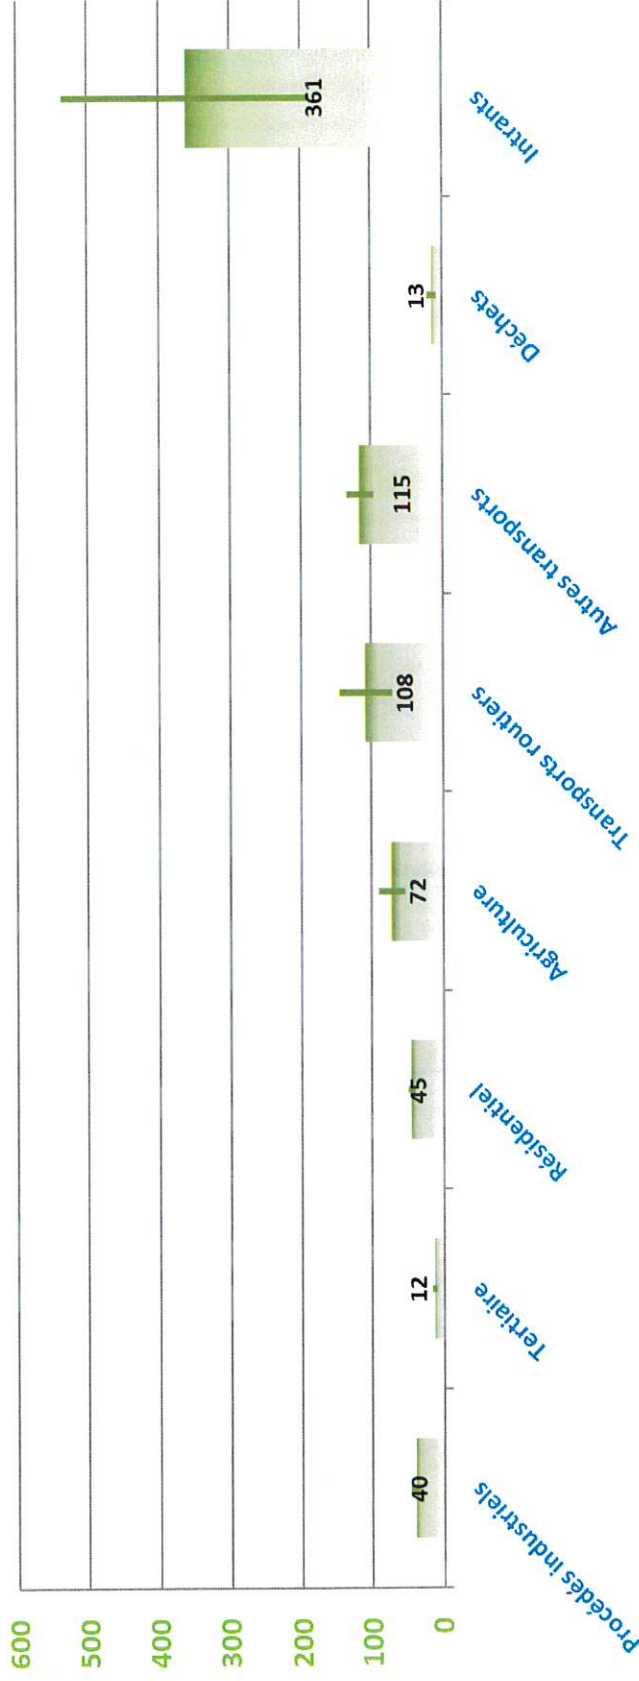 600
500
400
300
200
100
0
40
12
45
72
108
115
13
361
Procédés industriels
Tertiaire
Résidentiel
Agriculture
Transports routiers
Autres transports
Déchets
Intrants